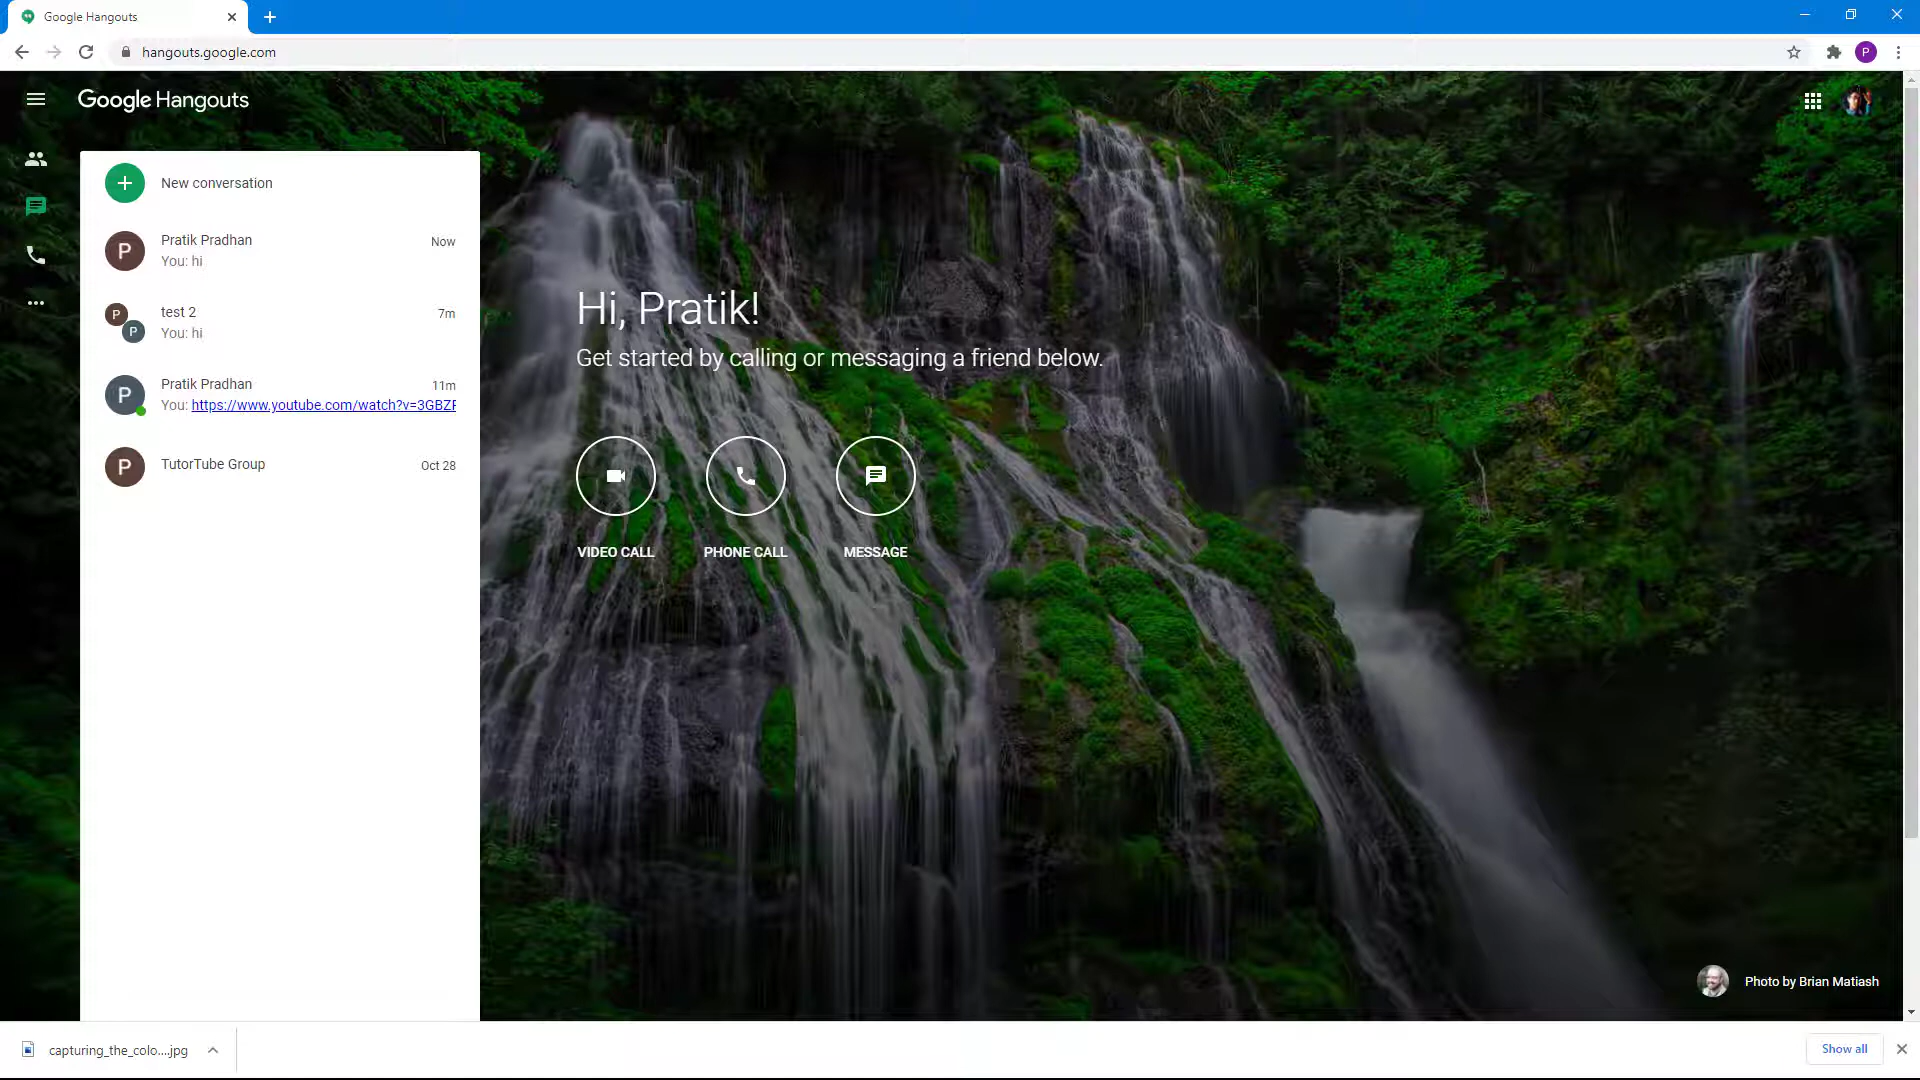 Google Hangouts
hangouts.google.com
P
Google Hangouts
New conversation
P
Pratik Pradhan
Now
You: hi
P
P
test 2
7m
You: hi
P
Pratik Pradhan
11m
You: https://www.youtube.com/watch?v=3GBZF
P
TutorTube Group
Oct 28
Hi, Pratik!
Get started by calling or messaging a friend below.
VIDEO CALL
PHONE CALL
MESSAGE
Photo by Brian Matiash
capturing_the_colo....jpg
Show all